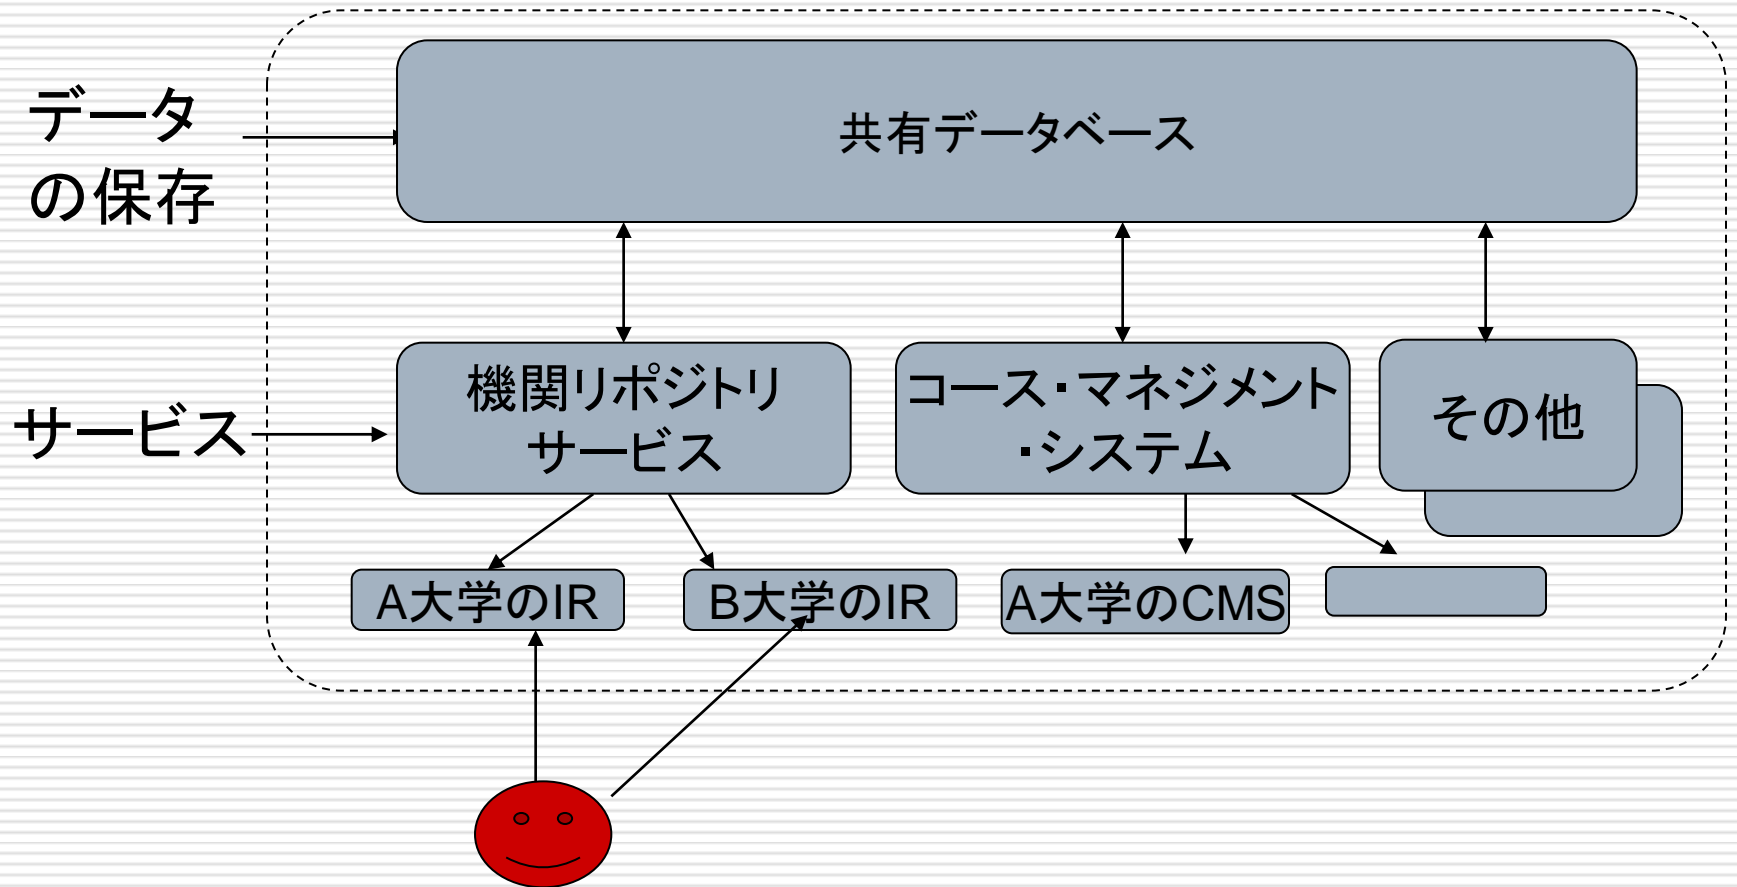 データ
の保存
共有データベース
サービス
機関リポジトリ
サービス
コース・マネジメント
・システム
その他
A大学のIR
B大学のIR
A大学のCMS